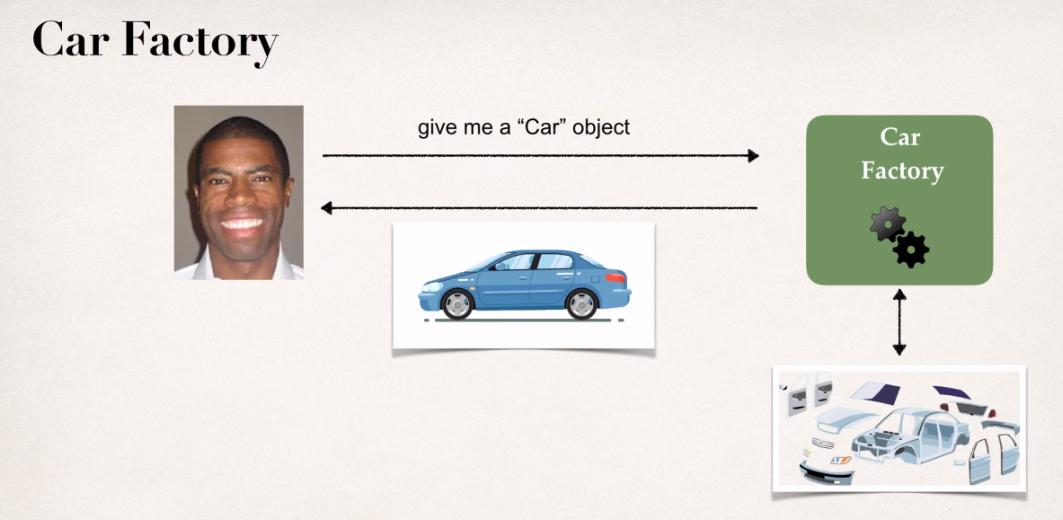 Car Factory
give me a “Car” object
Car
Factory